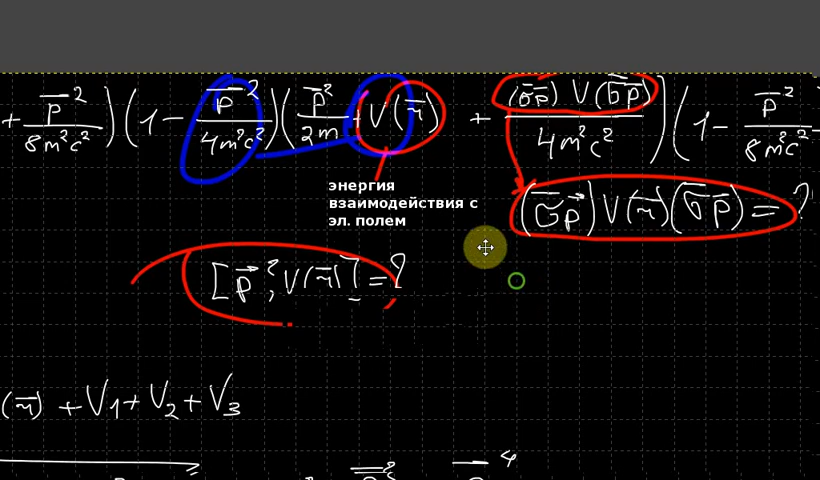 + p̄²/8m²c² ) (1 − p̄²/4m²c² ) ( p̄²/2m + V(r̄) + (σ̄p̄) V (σ̄p̄)/4m²c² ) (1 − p̄²/8m²c²
энергия
взаимодействия с
эл. полем
(σ̄p̄) V(r̄) (σ̄p̄) = ?
[p̄², V(r̄)] = ?
(r̄) + V₁ + V₂ + V₃
4